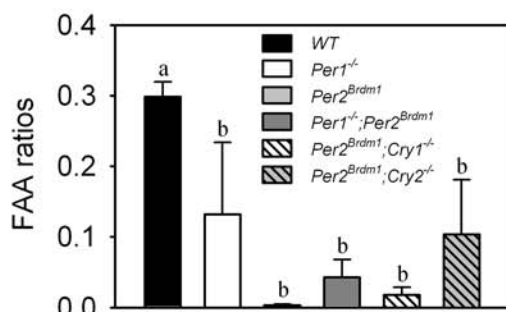 0.4
0.3
0.2
0.1
0.0
FAA ratios
WT
Per1-/-
Per2Brdm1
Per1-/-;Per2Brdm1
Per2Brdm1;Cry1-/-
Per2Brdm1;Cry2-/-
a
b
b
b
b
b